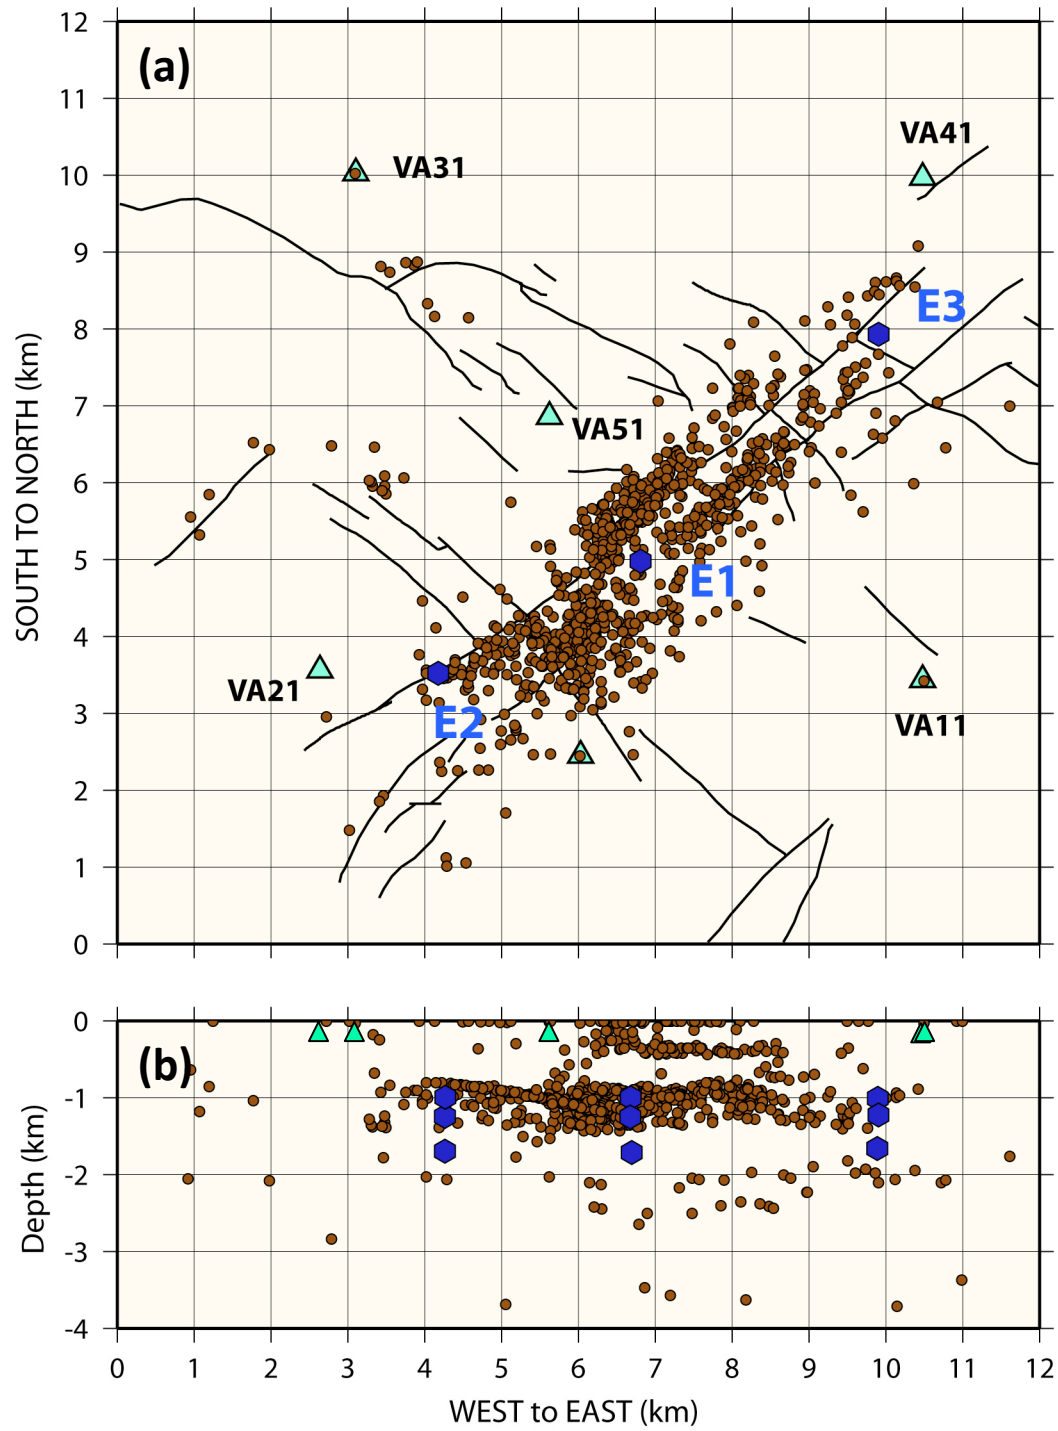 12
(a)
11
VA41
10
VA31
9
E3
8
7
VA51
6
5
E1
4
VA21
3
E2
VA11
2
1
0
SOUTH TO NORTH (km)
0
(b)
-1
-2
-3
-4
Depth (km)
0 1 2 3 4 5 6 7 8 9 10 11 12
WEST to EAST (km)